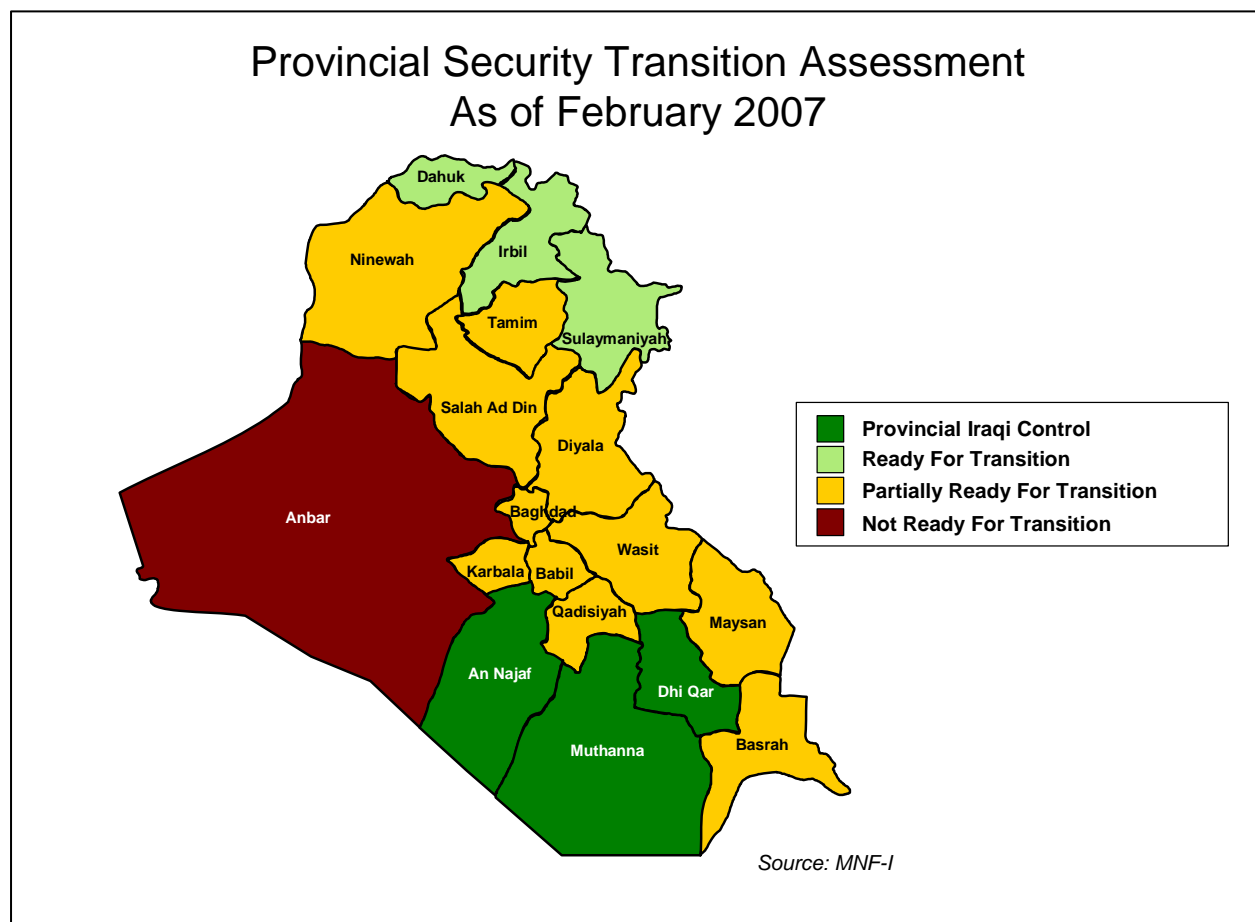 Provincial Security Transition Assessment
As of February 2007
Dahuk
Ninewah
Irbil
Tamim
Sulaymaniyah
Salah Ad Din
Diyala
Anbar
Baghdad
Wasit
Karbala
Babil
Qadisiyah
Maysan
An Najaf
Dhi Qar
Muthanna
Basrah
Provincial Iraqi Control
Ready For Transition
Partially Ready For Transition
Not Ready For Transition
Source: MNF-I